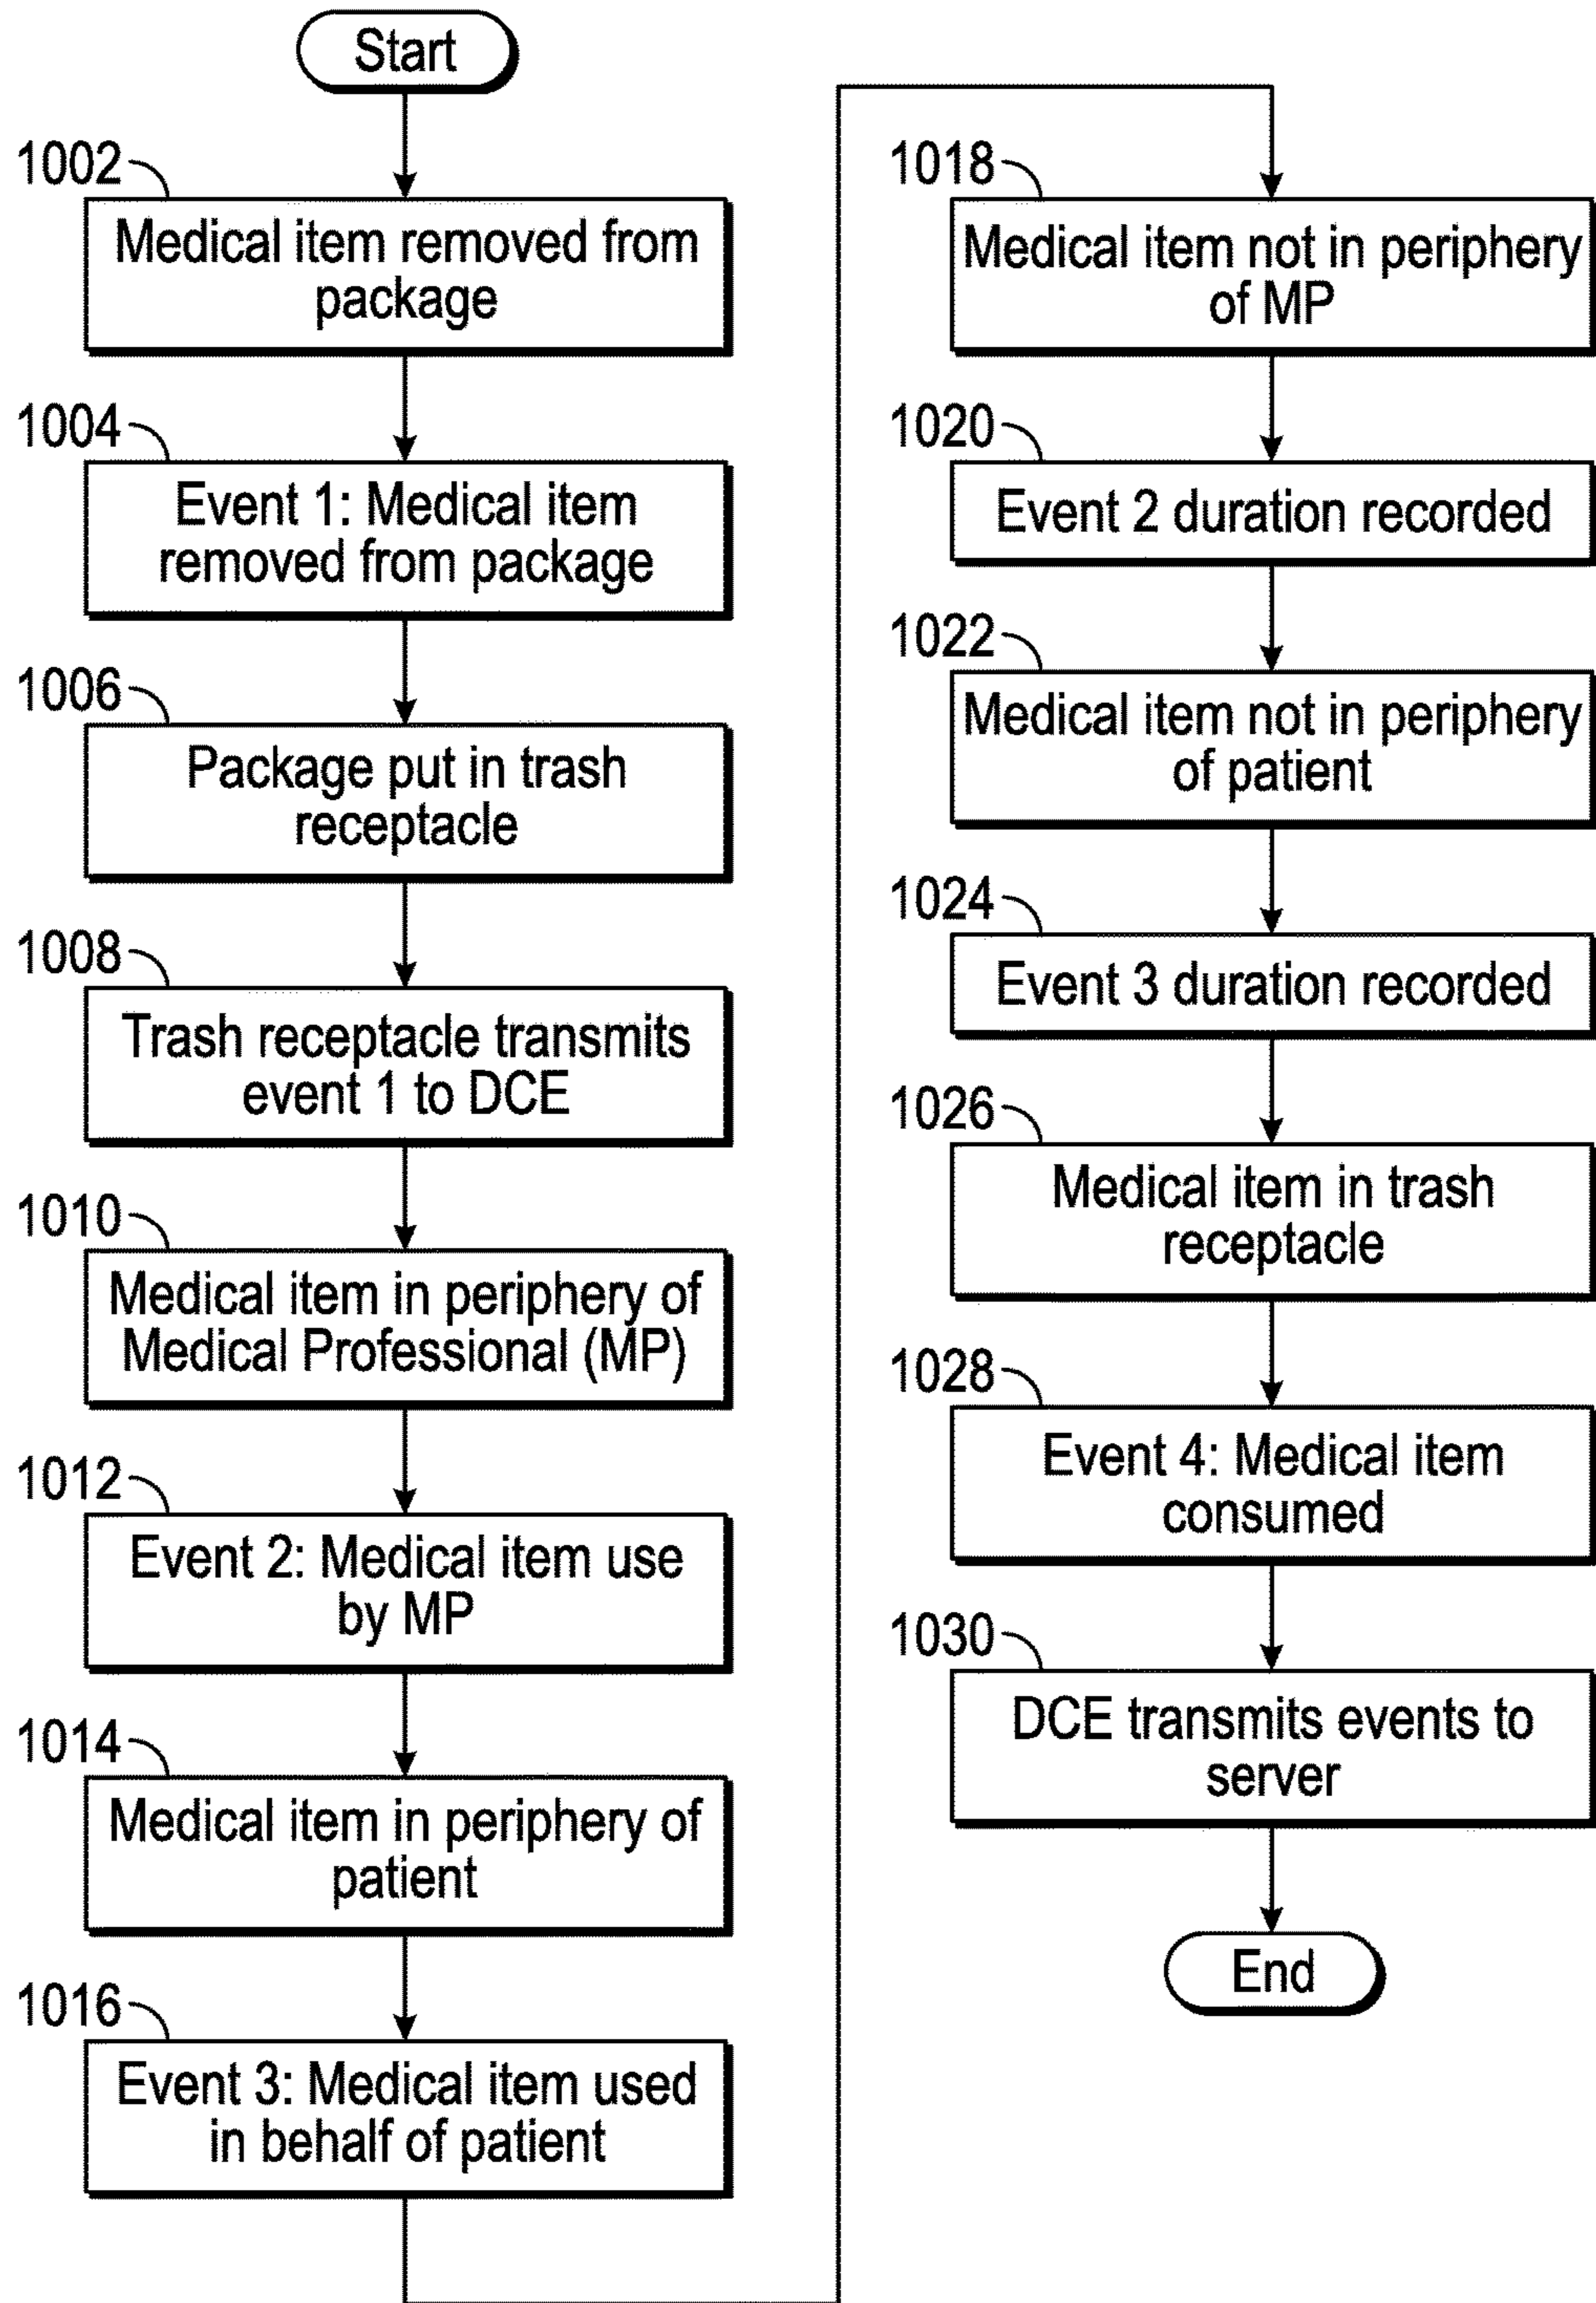 Start
1002
Medical item removed from
package
1004
Event 1: Medical item
removed from package
1006
Package put in trash
receptacle
1008
Trash receptacle transmits
event 1 to DCE
1010
Medical item in periphery of
Medical Professional (MP)
1012
Event 2: Medical item use
by MP
1014
Medical item in periphery of
patient
1016
Event 3: Medical item used
in behalf of patient
1018
Medical item not in periphery
of MP
1020
Event 2 duration recorded
1022
Medical item not in periphery
of patient
1024
Event 3 duration recorded
1026
Medical item in trash
receptacle
1028
Event 4: Medical item
consumed
1030
DCE transmits events to
server
End